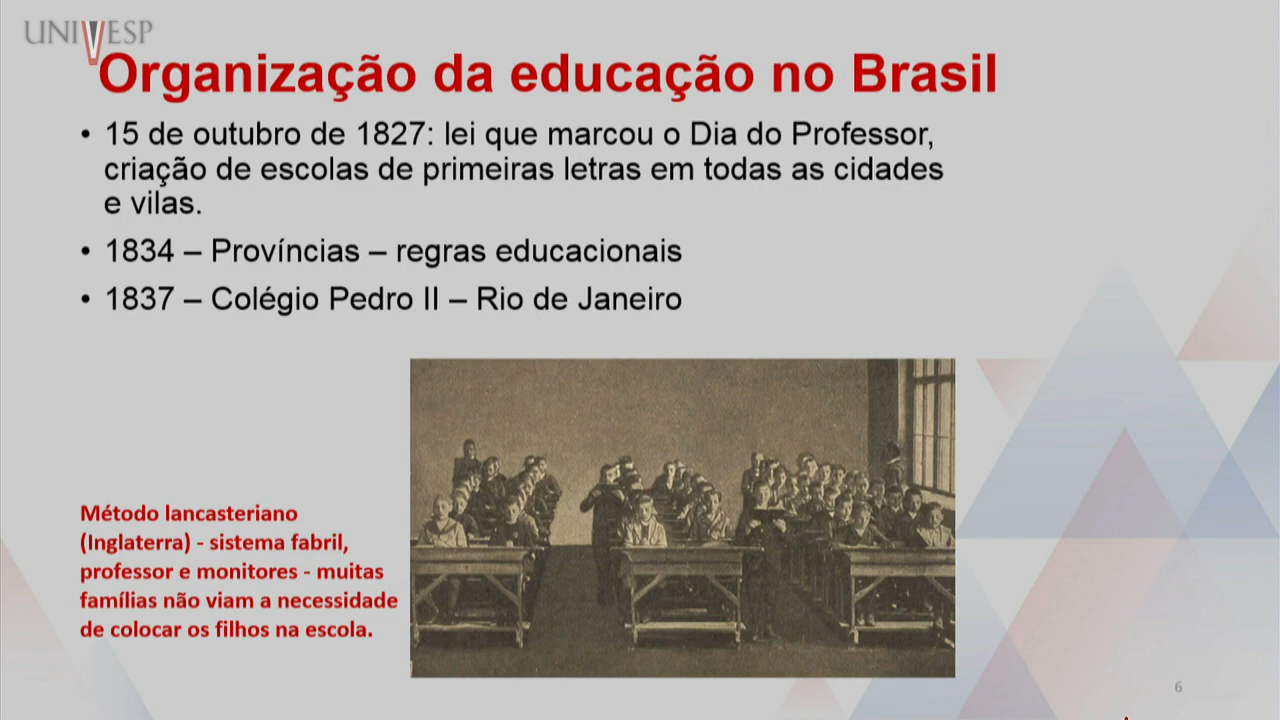 UNIVESP
Organização da educação no Brasil
• 15 de outubro de 1827: lei que marcou o Dia do Professor,
criação de escolas de primeiras letras em todas as cidades
e vilas.
• 1834 – Províncias – regras educacionais
• 1837 – Colégio Pedro II – Rio de Janeiro
Método lancasteriano
(Inglaterra) - sistema fabril,
professor e monitores - muitas
famílias não viam a necessidade
de colocar os filhos na escola.
6